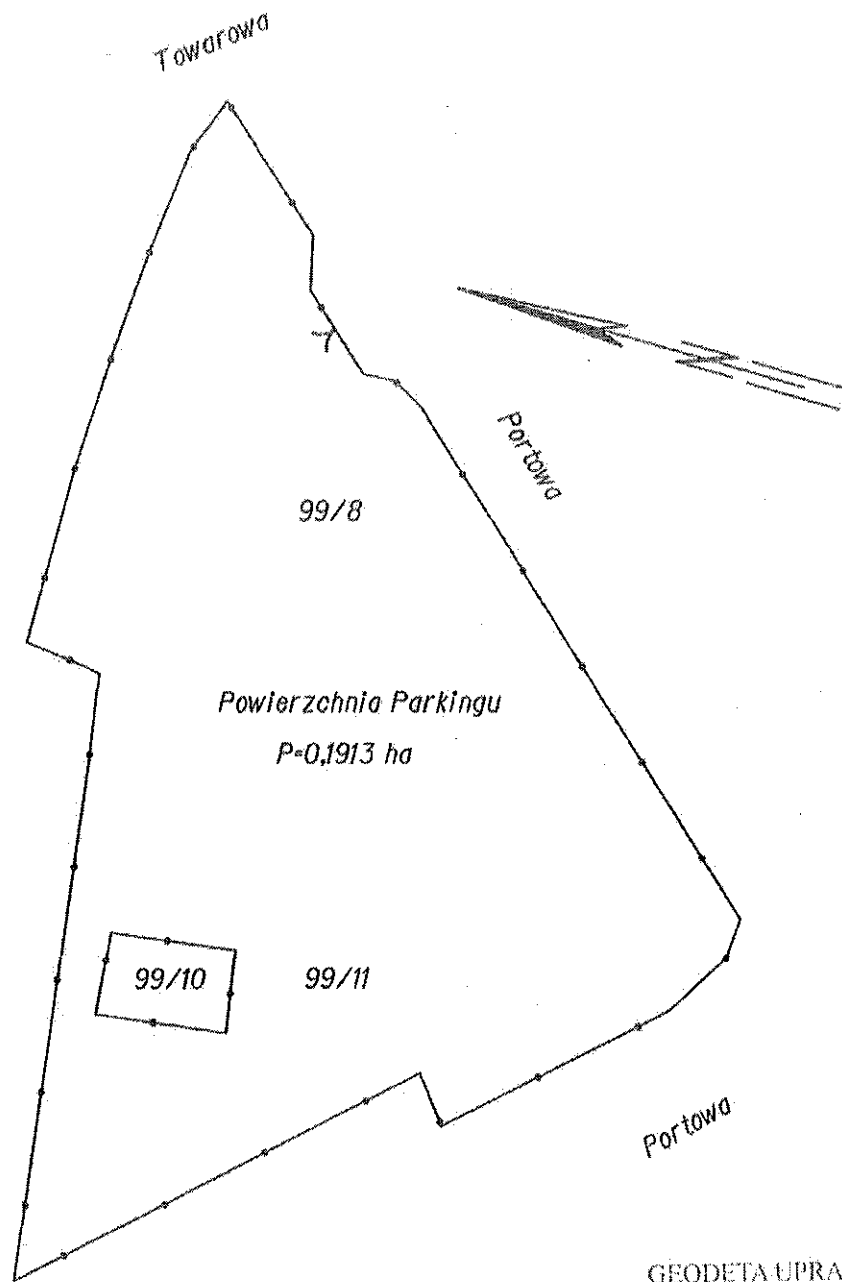 Towarowa
Portowa
99/8
Powierzchnia Parkingu
P=0,1913 ha
99/10
99/11
Portowa
GEODETA UPRA